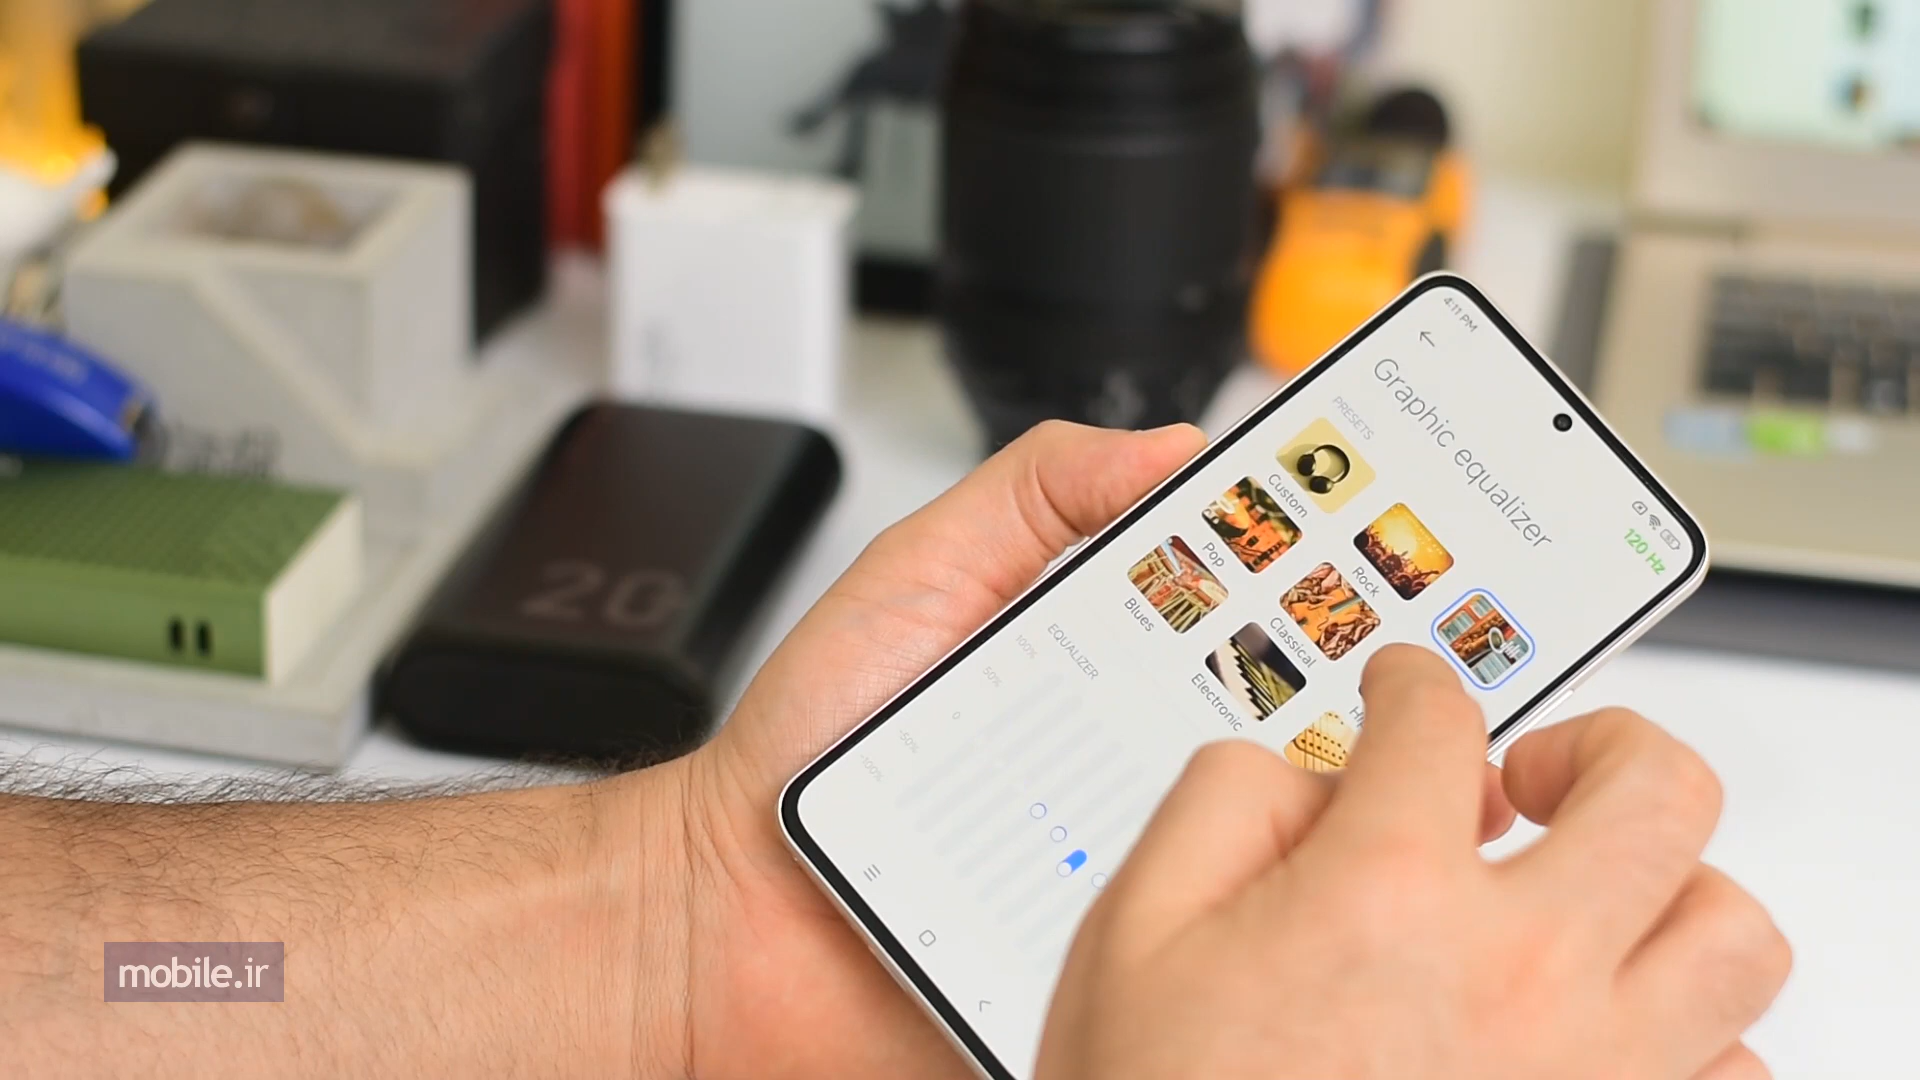 4:11 PM
120 Hz
Graphic equalizer
PRESETS
Custom
Rock
Pop
Classical
Blues
Electronic
EQUALIZER
100%
50%
0
-50%
-100%
20
mobile.ir